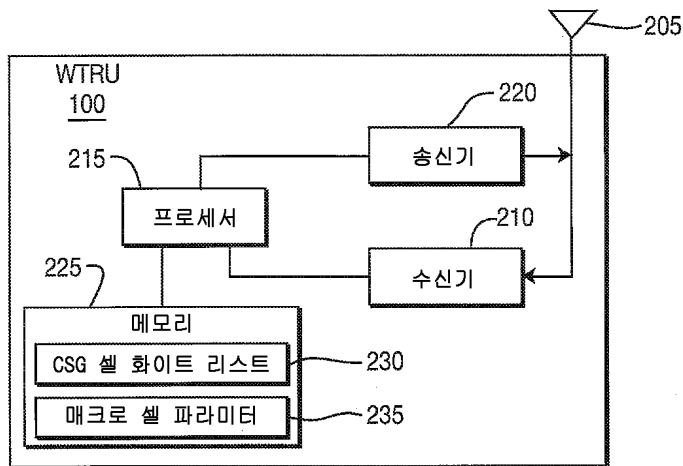 205
WTRU
100
220
송신기
215
프로세서
210
수신기
225
메모리
CSG 셀 화이트 리스트
230
매크로 셀 파라미터
235